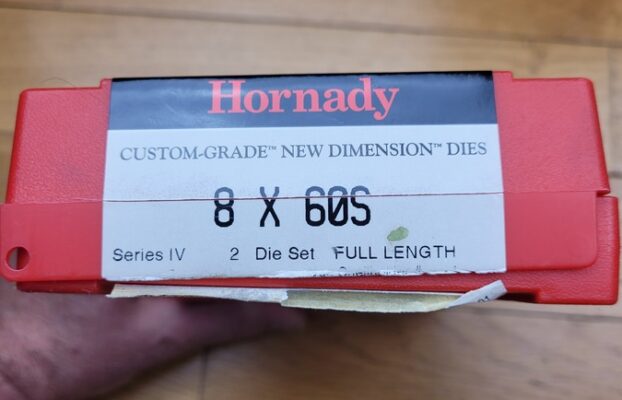 Hornady
CUSTOM-GRADE™ NEW DIMENSION™ DIES
8 X 60S
Series IV 2 Die Set FULL LENGTH